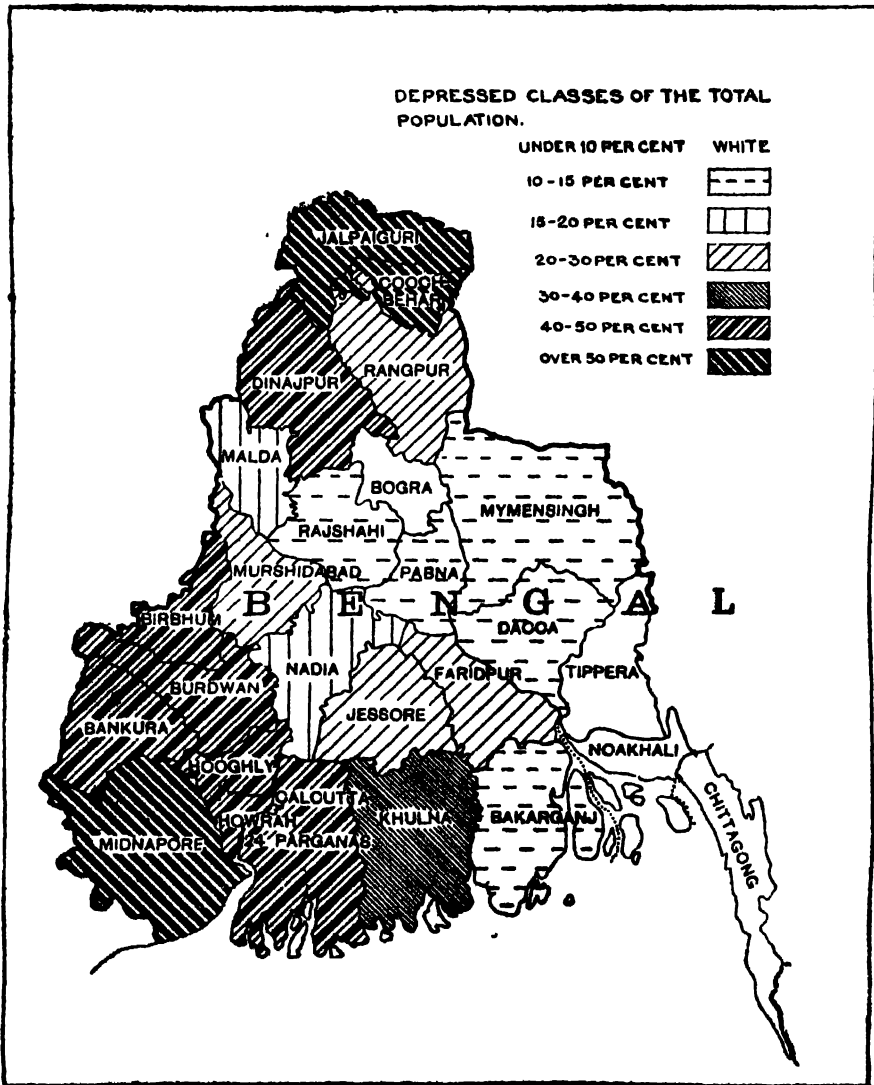 DEPRESSED CLASSES OF THE TOTAL
POPULATION.
UNDER 10 PER CENT WHITE
10-15 PER CENT
15-20 PER CENT
20-30 PER CENT
30-40 PER CENT
40-50 PER CENT
OVER 50 PER CENT
JALPAIGURI
COOCH
BEHAR
DINAJPUR
RANGPUR
MALDA
BOGRA
MYMENSINGH
RAJSHAHI
MURSHIDABAD
PABNA
BENGAL
BIRBHUM
DACCA
NADIA
FARIDPUR
TIPPERA
BURDWAN
BANKURA
JESSORE
NOAKHALI
HOOGHLY
CALCUTTA
CHITTAGONG
HOWRAH
KHULNA
BAKARGANJ
MIDNAPORE
24 PARGANAS